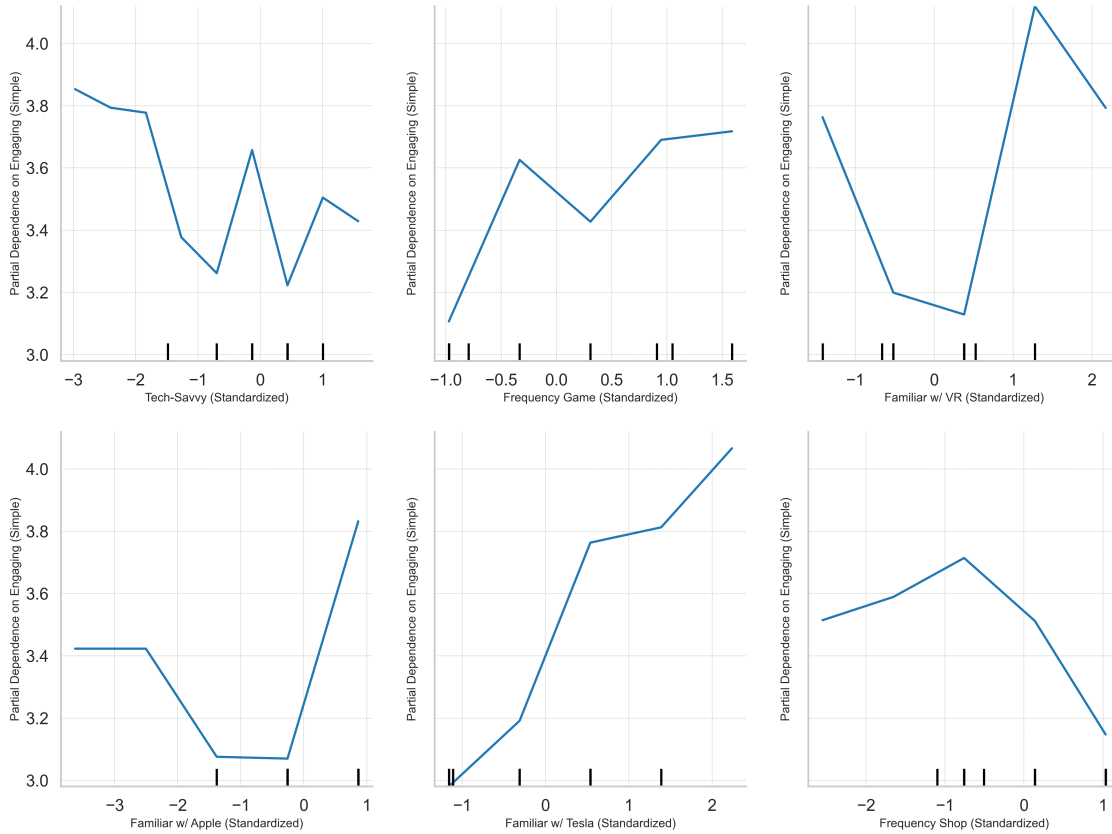 Partial Dependence on Engaging (Simple)
4.0
3.8
3.6
3.4
3.2
3.0
−3 −2 −1 0 1
Tech-Savvy (Standardized)
Partial Dependence on Engaging (Simple)
−1.0 −0.5 0.0 0.5 1.0 1.5
Frequency Game (Standardized)
Partial Dependence on Engaging (Simple)
−1 0 1 2
Familiar w/ VR (Standardized)
Partial Dependence on Engaging (Simple)
4.0
3.8
3.6
3.4
3.2
3.0
−3 −2 −1 0 1
Familiar w/ Apple (Standardized)
Partial Dependence on Engaging (Simple)
−1 0 1 2
Familiar w/ Tesla (Standardized)
Partial Dependence on Engaging (Simple)
−2 −1 0 1
Frequency Shop (Standardized)